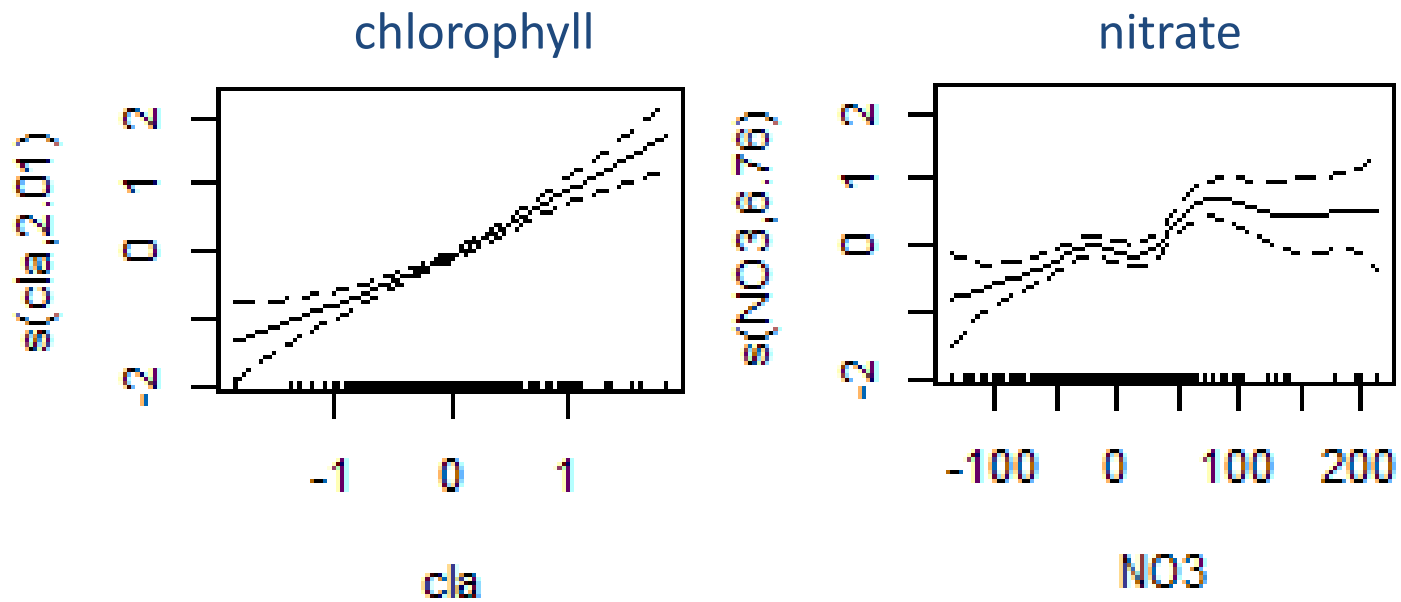 chlorophyll
s(cla,2.01)
2
1
0
-2
-1 0 1
cla
nitrate
s(NO3,6.76)
2
1
0
-2
-100 0 100 200
NO3